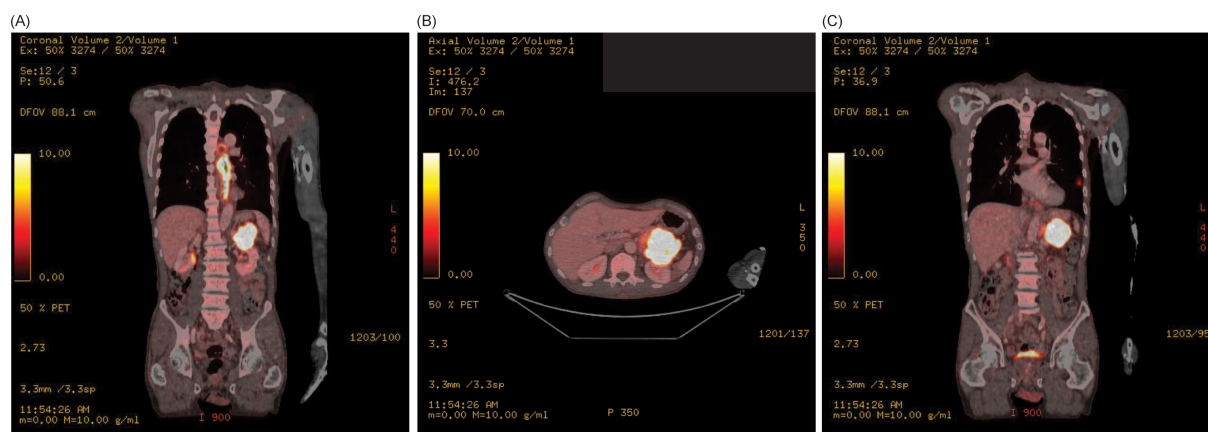 (A)
Coronal Volume 2/Volume 1
Ex: 50% 3274 / 50% 3274
Se:12 / 3
P: 50.6
DFOV 88.1 cm
10.00
0.00
L
440
50 % PET
1203/100
2.73
3.3mm /3.3sp
11:54:26 AM
m=0.00 M=10.00 g/ml
I 900
(B)
Axial Volume 2/Volume 1
Ex: 50% 3274 / 50% 3274
Se:12 / 3
I: 476.2
Im: 137
DFOV 70.0 cm
10.00
0.00
L
350
50 % PET
1201/137
3.3
3.3mm /3.3sp
11:54:26 AM
m=0.00 M=10.00 g/ml
P 350
(C)
Coronal Volume 2/Volume 1
Ex: 50% 3274 / 50% 3274
Se:12 / 3
P: 36.9
DFOV 88.1 cm
10.00
0.00
L
440
50 % PET
1203/95
2.73
3.3mm /3.3sp
11:54:26 AM
m=0.00 M=10.00 g/ml
I 900